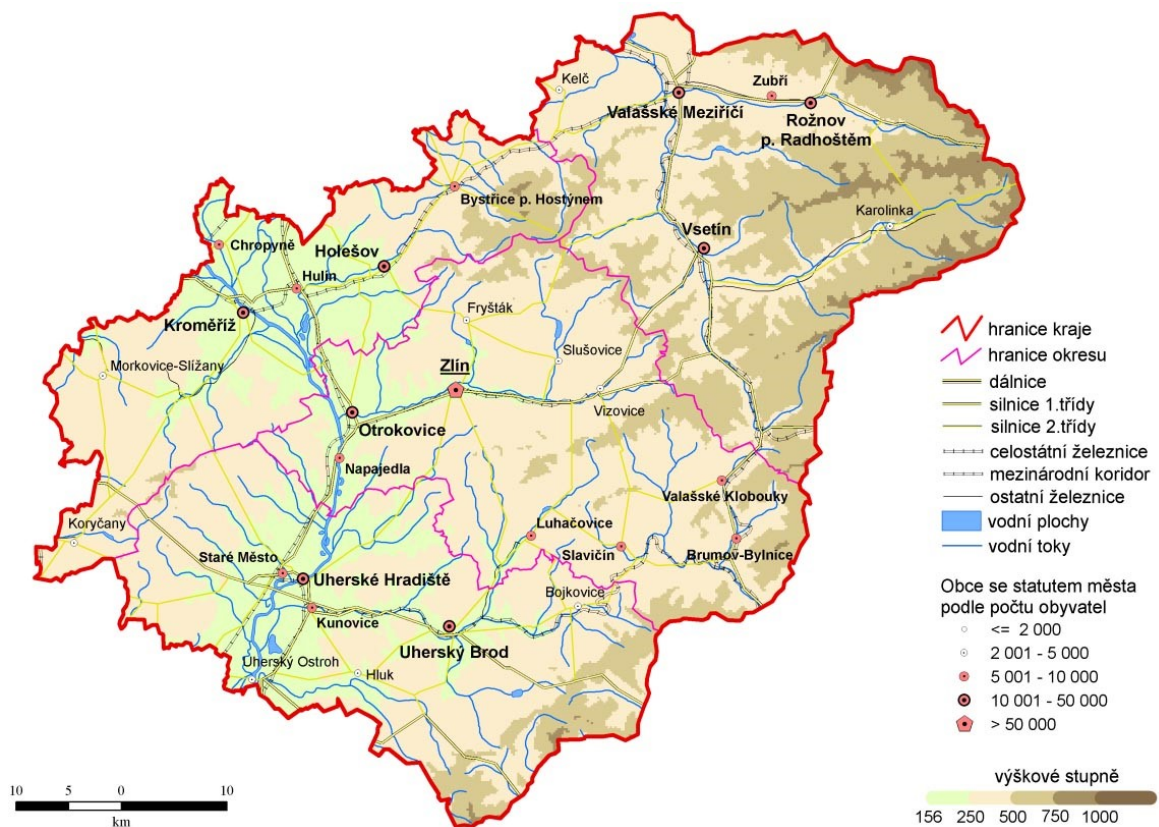 Kelč
Zubří
Valašské Meziříčí
Rožnov
p. Radhoštěm
Bystřice p. Hostýnem
Karolinka
Chropyně
Holešov
Vsetín
Hulín
Kroměříž
Fryšták
Slušovice
Morkovice-Slížany
Zlín
Vizovice
Otrokovice
Napajedla
Valašské Klobouky
Koryčany
Luhačovice
Staré Město
Slavičín
Brumov-Bylnice
Uherské Hradiště
Bojkovice
Kunovice
Uherský Brod
Uherský Ostroh
Hluk
hranice kraje
hranice okresu
dálnice
silnice 1.třídy
silnice 2.třídy
celostátní železnice
mezinárodní koridor
ostatní železnice
vodní plochy
vodní toky
Obce se statutem města
podle počtu obyvatel
<= 2 000
2 001 - 5 000
5 001 - 10 000
10 001 - 50 000
> 50 000
výškové stupně
156 250 500 750 1000
10 5 0 10
km